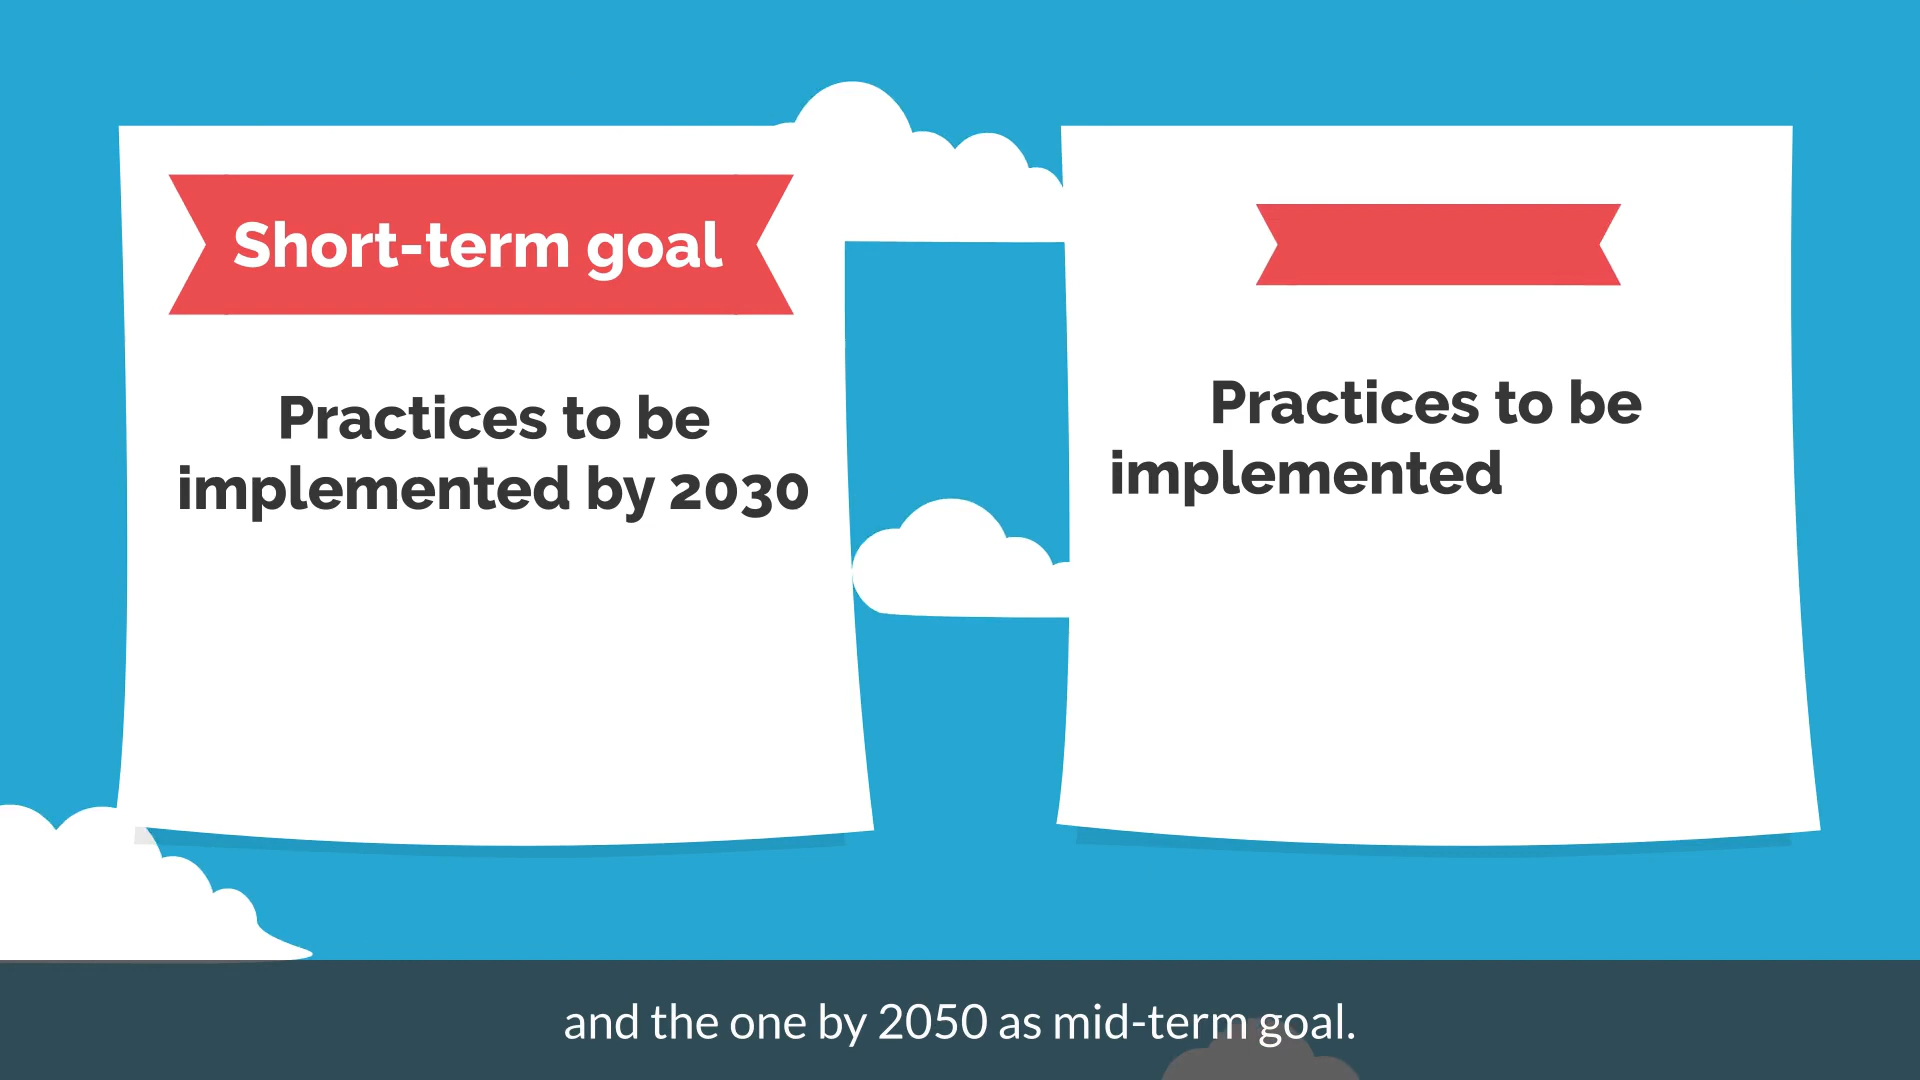 Short-term goal
Practices to be
implemented by 2030
Practices to be
implemented
and the one by 2050 as mid-term goal.